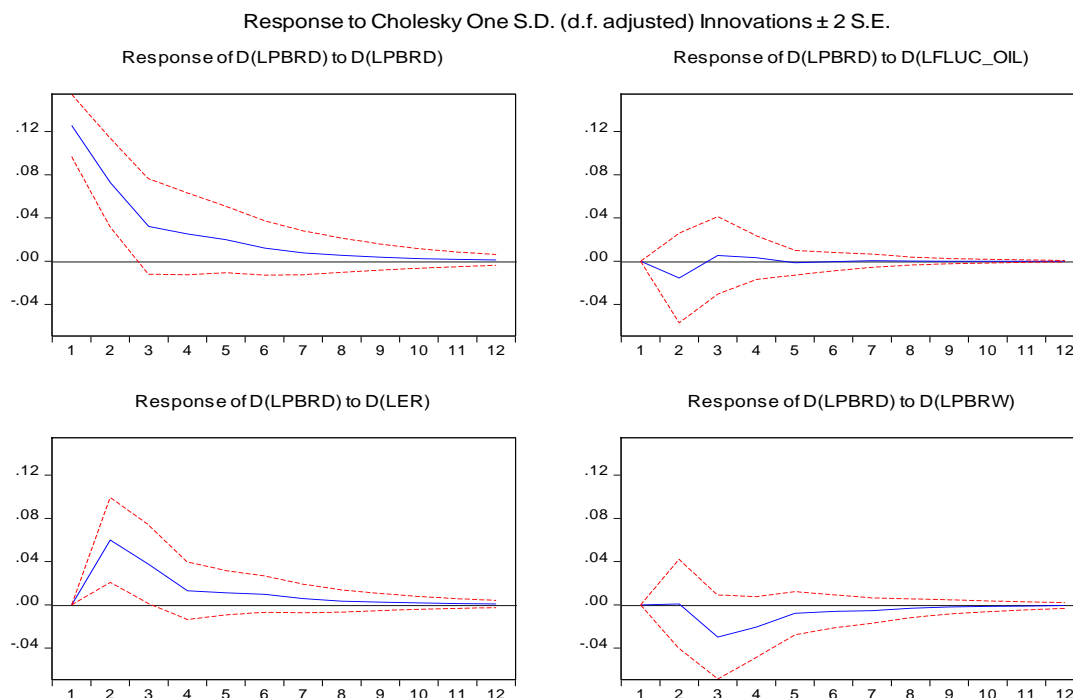 Response to Cholesky One S.D. (d.f. adjusted) Innovations ± 2 S.E.
Response of D(LPBRD) to D(LPBRD)
.12
.08
.04
.00
-.04
1 2 3 4 5 6 7 8 9 10 11 12
Response of D(LPBRD) to D(LFLUC_OIL)
.12
.08
.04
.00
-.04
1 2 3 4 5 6 7 8 9 10 11 12
Response of D(LPBRD) to D(LER)
.12
.08
.04
.00
-.04
1 2 3 4 5 6 7 8 9 10 11 12
Response of D(LPBRD) to D(LPBRW)
.12
.08
.04
.00
-.04
1 2 3 4 5 6 7 8 9 10 11 12